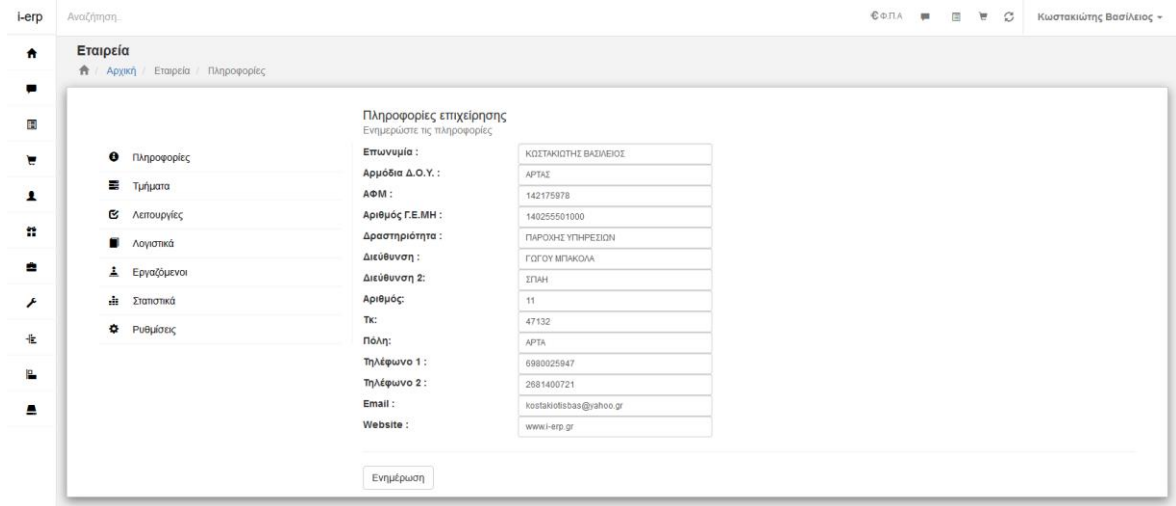 i-erp Αναζήτηση.. € Φ.Π.Α Κωστακιώτης Βασίλειος
Εταιρεία
/ Αρχική / Εταιρεία / Πληροφορίες
Πληροφορίες επιχείρησης
Ενημερώστε τις πληροφορίες
Πληροφορίες
Τμήματα
Λειτουργίες
Λογιστικά
Εργαζόμενοι
Στατιστικά
Ρυθμίσεις
Επωνυμία : ΚΩΣΤΑΚΙΩΤΗΣ ΒΑΣΙΛΕΙΟΣ
Αρμόδια Δ.Ο.Υ. : ΑΡΤΑΣ
ΑΦΜ : 142175978
Αριθμός Γ.Ε.ΜΗ : 140255501000
Δραστηριότητα : ΠΑΡΟΧΗΣ ΥΠΗΡΕΣΙΩΝ
Διεύθυνση : ΓΩΓΟΥ ΜΠΑΚΟΛΑ
Διεύθυνση 2: ΣΠΑΗ
Αριθμός: 11
Τκ: 47132
Πόλη: ΑΡΤΑ
Τηλέφωνο 1 : 6980025947
Τηλέφωνο 2 : 2681400721
Email : kostakiotisbas@yahoo.gr
Website : www.i-erp.gr
Ενημέρωση